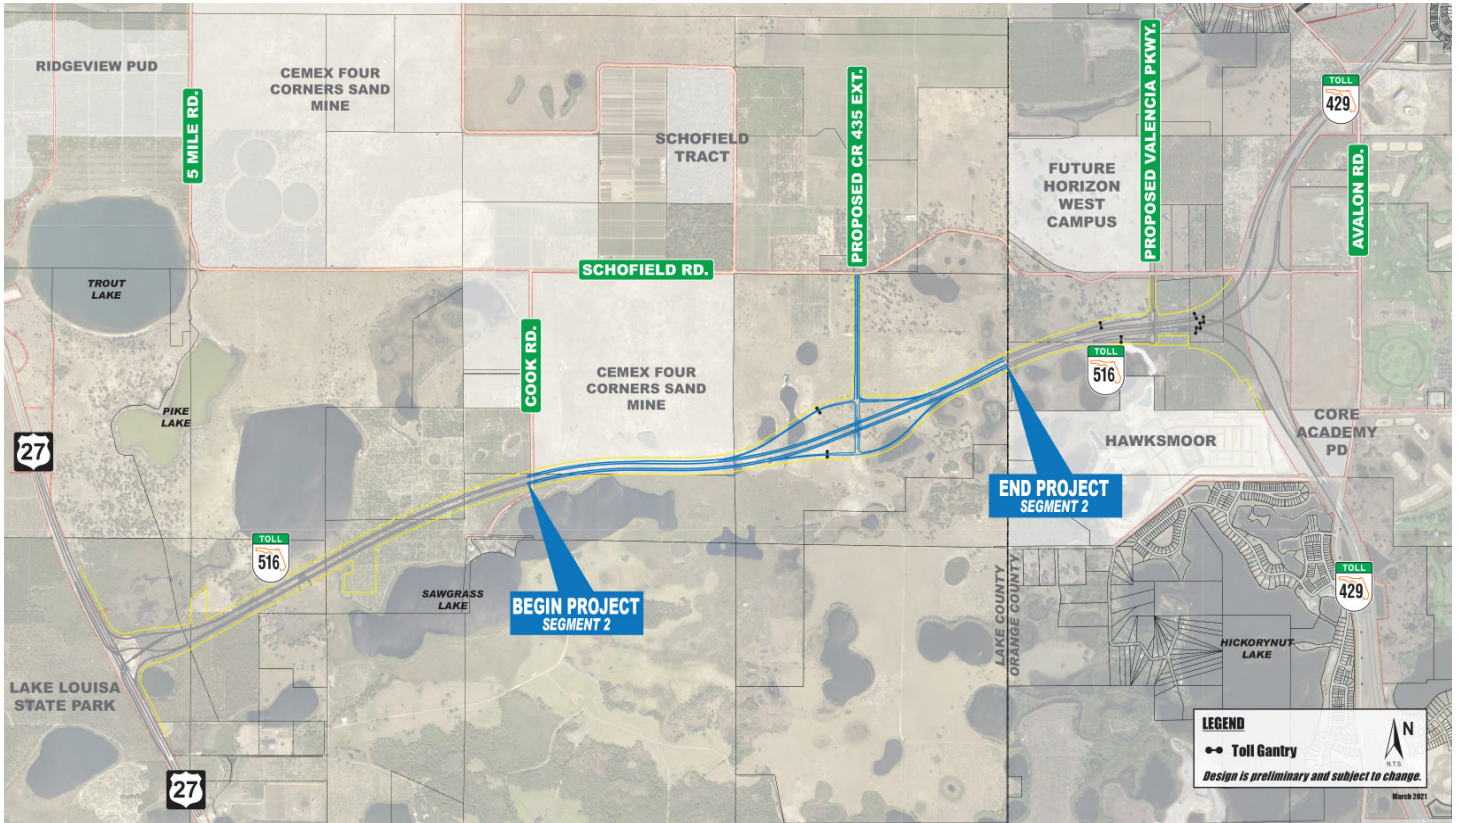 RIDGEVIEW PUD
5 MILE RD.
CEMEX FOUR
CORNERS SAND
MINE
SCHOFIELD
TRACT
PROPOSED CR 435 EXT.
FUTURE
HORIZON
WEST
CAMPUS
PROPOSED VALENCIA PKWY.
TOLL
429
AVALON RD.
TROUT
LAKE
SCHOFIELD RD.
COOK RD.
CEMEX FOUR
CORNERS SAND
MINE
TOLL
516
PIKE
LAKE
27
HAWKSMOOR
CORE
ACADEMY
PD
END PROJECT
SEGMENT 2
TOLL
516
SAWGRASS
LAKE
BEGIN PROJECT
SEGMENT 2
LAKE COUNTY
ORANGE COUNTY
TOLL
429
HICKORYNUT
LAKE
LAKE LOUISA
STATE PARK
27
LEGEND
Toll Gantry
N
N.T.S.
Design is preliminary and subject to change.
March 2021